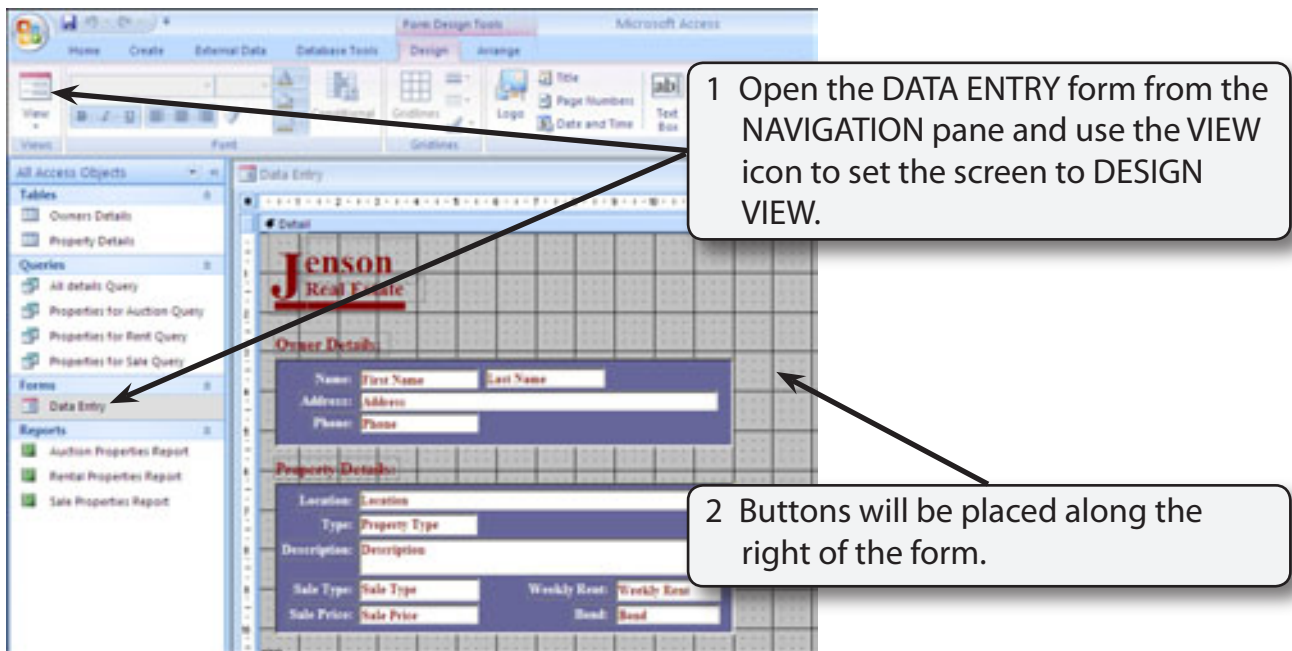 Form Design Tools Microsoft Access
Home Create External Data Database Tools Design Arrange
View
B I U
Conditional
Gridlines
Logo
Title
Page Numbers
Date and Time
ab|
Text
Box
Views Font Gridlines
1 Open the DATA ENTRY form from the
NAVIGATION pane and use the VIEW
icon to set the screen to DESIGN
VIEW.
All Access Objects
Tables
Owners Details
Property Details
Queries
All details Query
Properties for Auction Query
Properties for Rent Query
Properties for Sale Query
Forms
Data Entry
Reports
Auction Properties Report
Rental Properties Report
Sale Properties Report
Data Entry
Detail
Jenson
Real Estate
Owner Details:
Name: First Name Last Name
Address: Address
Phone: Phone
Property Details:
Location: Location
Type: Property Type
Description: Description
Sale Type: Sale Type Weekly Rent: Weekly Rent
Sale Price: Sale Price Bond: Bond
2 Buttons will be placed along the
right of the form.